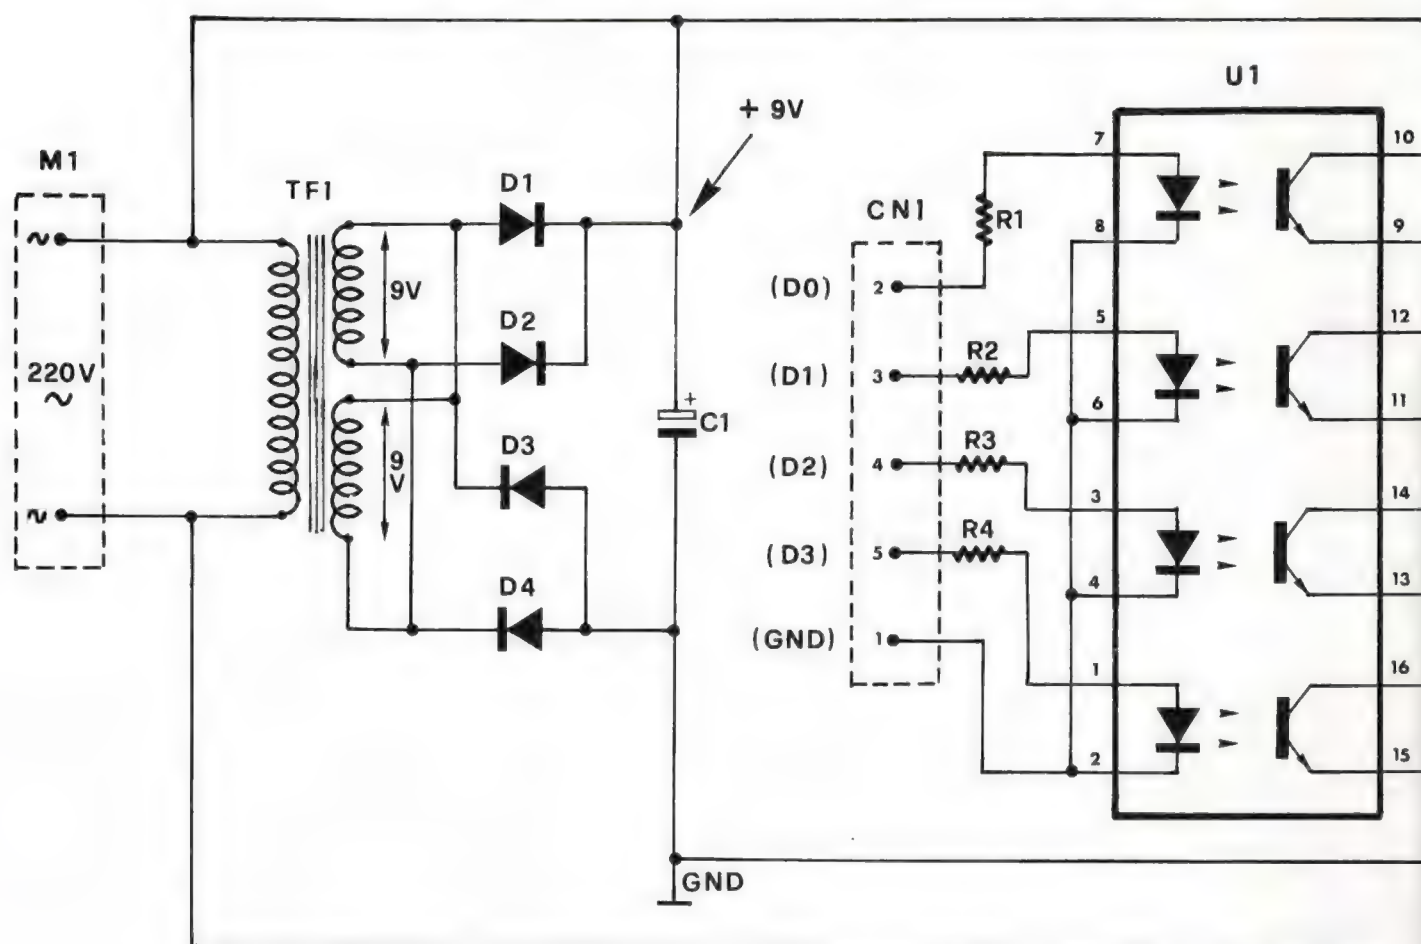 M1
220V
~
~
~
TF1
9V
9V
D1
D2
D3
D4
+ 9V
+
C1
GND
CN1
(D0)
2
R1
(D1)
3
R2
(D2)
4
R3
(D3)
5
R4
(GND)
1
U1
7
8
5
6
3
4
1
2
10
9
12
11
14
13
16
15